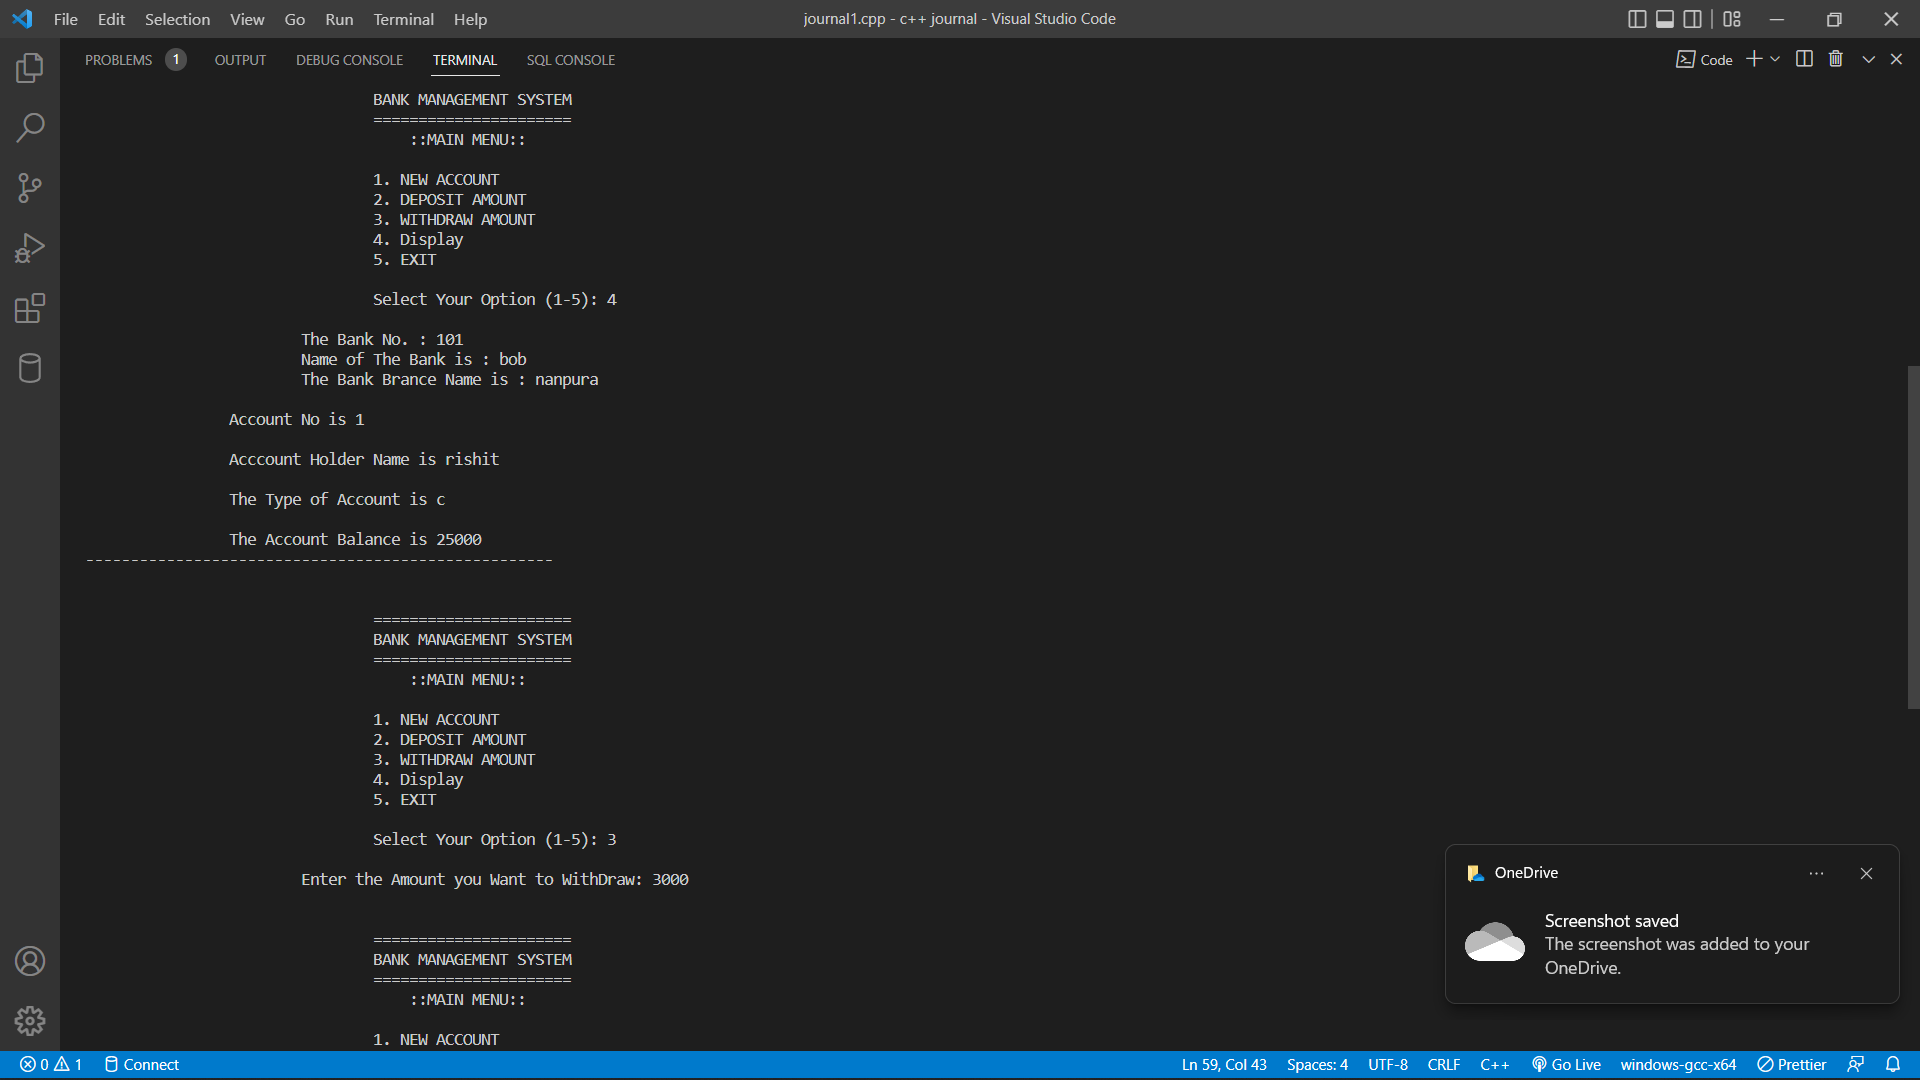 File Edit Selection View Go Run Terminal Help
journal1.cpp - c++ journal - Visual Studio Code
PROBLEMS 1 OUTPUT DEBUG CONSOLE TERMINAL SQL CONSOLE
Code
BANK MANAGEMENT SYSTEM
======================
::MAIN MENU::
1. NEW ACCOUNT
2. DEPOSIT AMOUNT
3. WITHDRAW AMOUNT
4. Display
5. EXIT
Select Your Option (1-5): 4
The Bank No. : 101
Name of The Bank is : bob
The Bank Brance Name is : nanpura
Account No is 1
Acccount Holder Name is rishit
The Type of Account is c
The Account Balance is 25000
----------------------------------------------------
======================
BANK MANAGEMENT SYSTEM
======================
::MAIN MENU::
1. NEW ACCOUNT
2. DEPOSIT AMOUNT
3. WITHDRAW AMOUNT
4. Display
5. EXIT
Select Your Option (1-5): 3
Enter the Amount you Want to WithDraw: 3000
======================
BANK MANAGEMENT SYSTEM
======================
::MAIN MENU::
1. NEW ACCOUNT
OneDrive
Screenshot saved
The screenshot was added to your
OneDrive.
0 1 Connect
Ln 59, Col 43 Spaces: 4 UTF-8 CRLF C++ Go Live windows-gcc-x64 Prettier